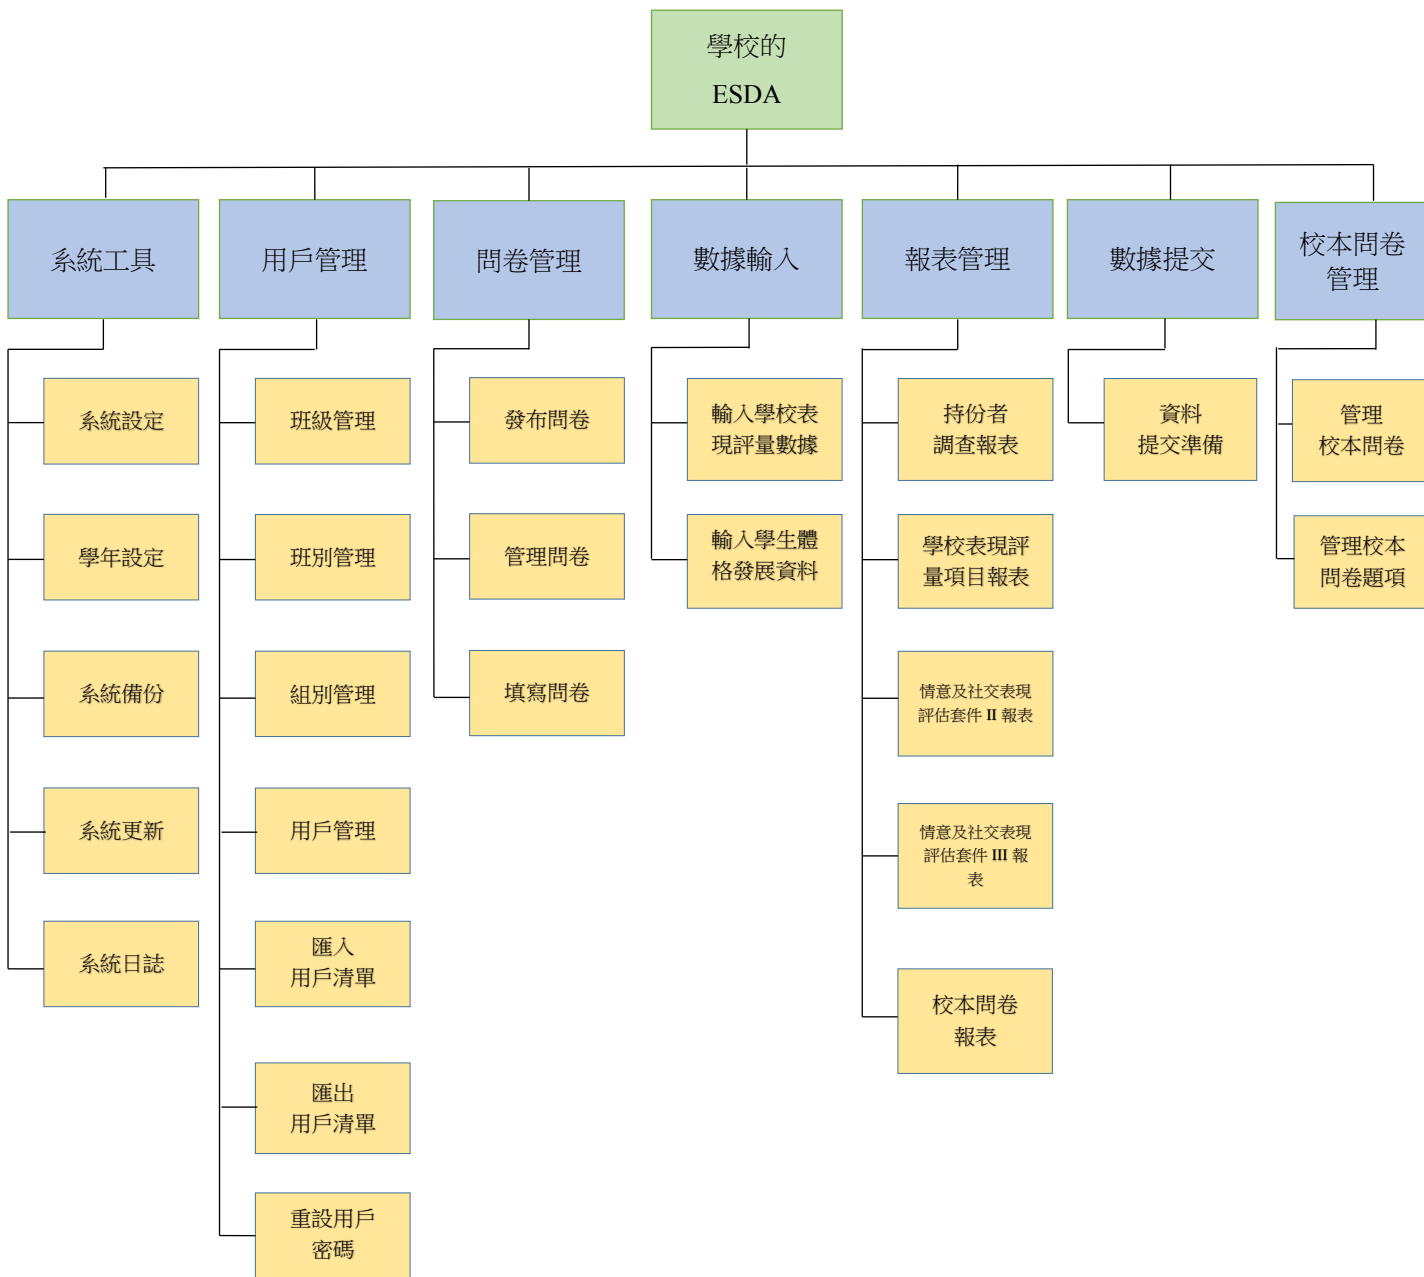 學校的
ESDA
系統工具
用戶管理
問卷管理
數據輸入
報表管理
數據提交
校本問卷
管理
系統設定
學年設定
系統備份
系統更新
系統日誌
班級管理
班別管理
組別管理
用戶管理
匯入
用戶清單
匯出
用戶清單
重設用戶
密碼
發布問卷
管理問卷
填寫問卷
輸入學校表
現評量數據
輸入學生體
格發展資料
持份者
調查報表
學校表現評
量項目報表
情意及社交表現
評估套件 II 報表
情意及社交表現
評估套件 III 報
表
校本問卷
報表
資料
提交準備
管理
校本問卷
管理校本
問卷題項